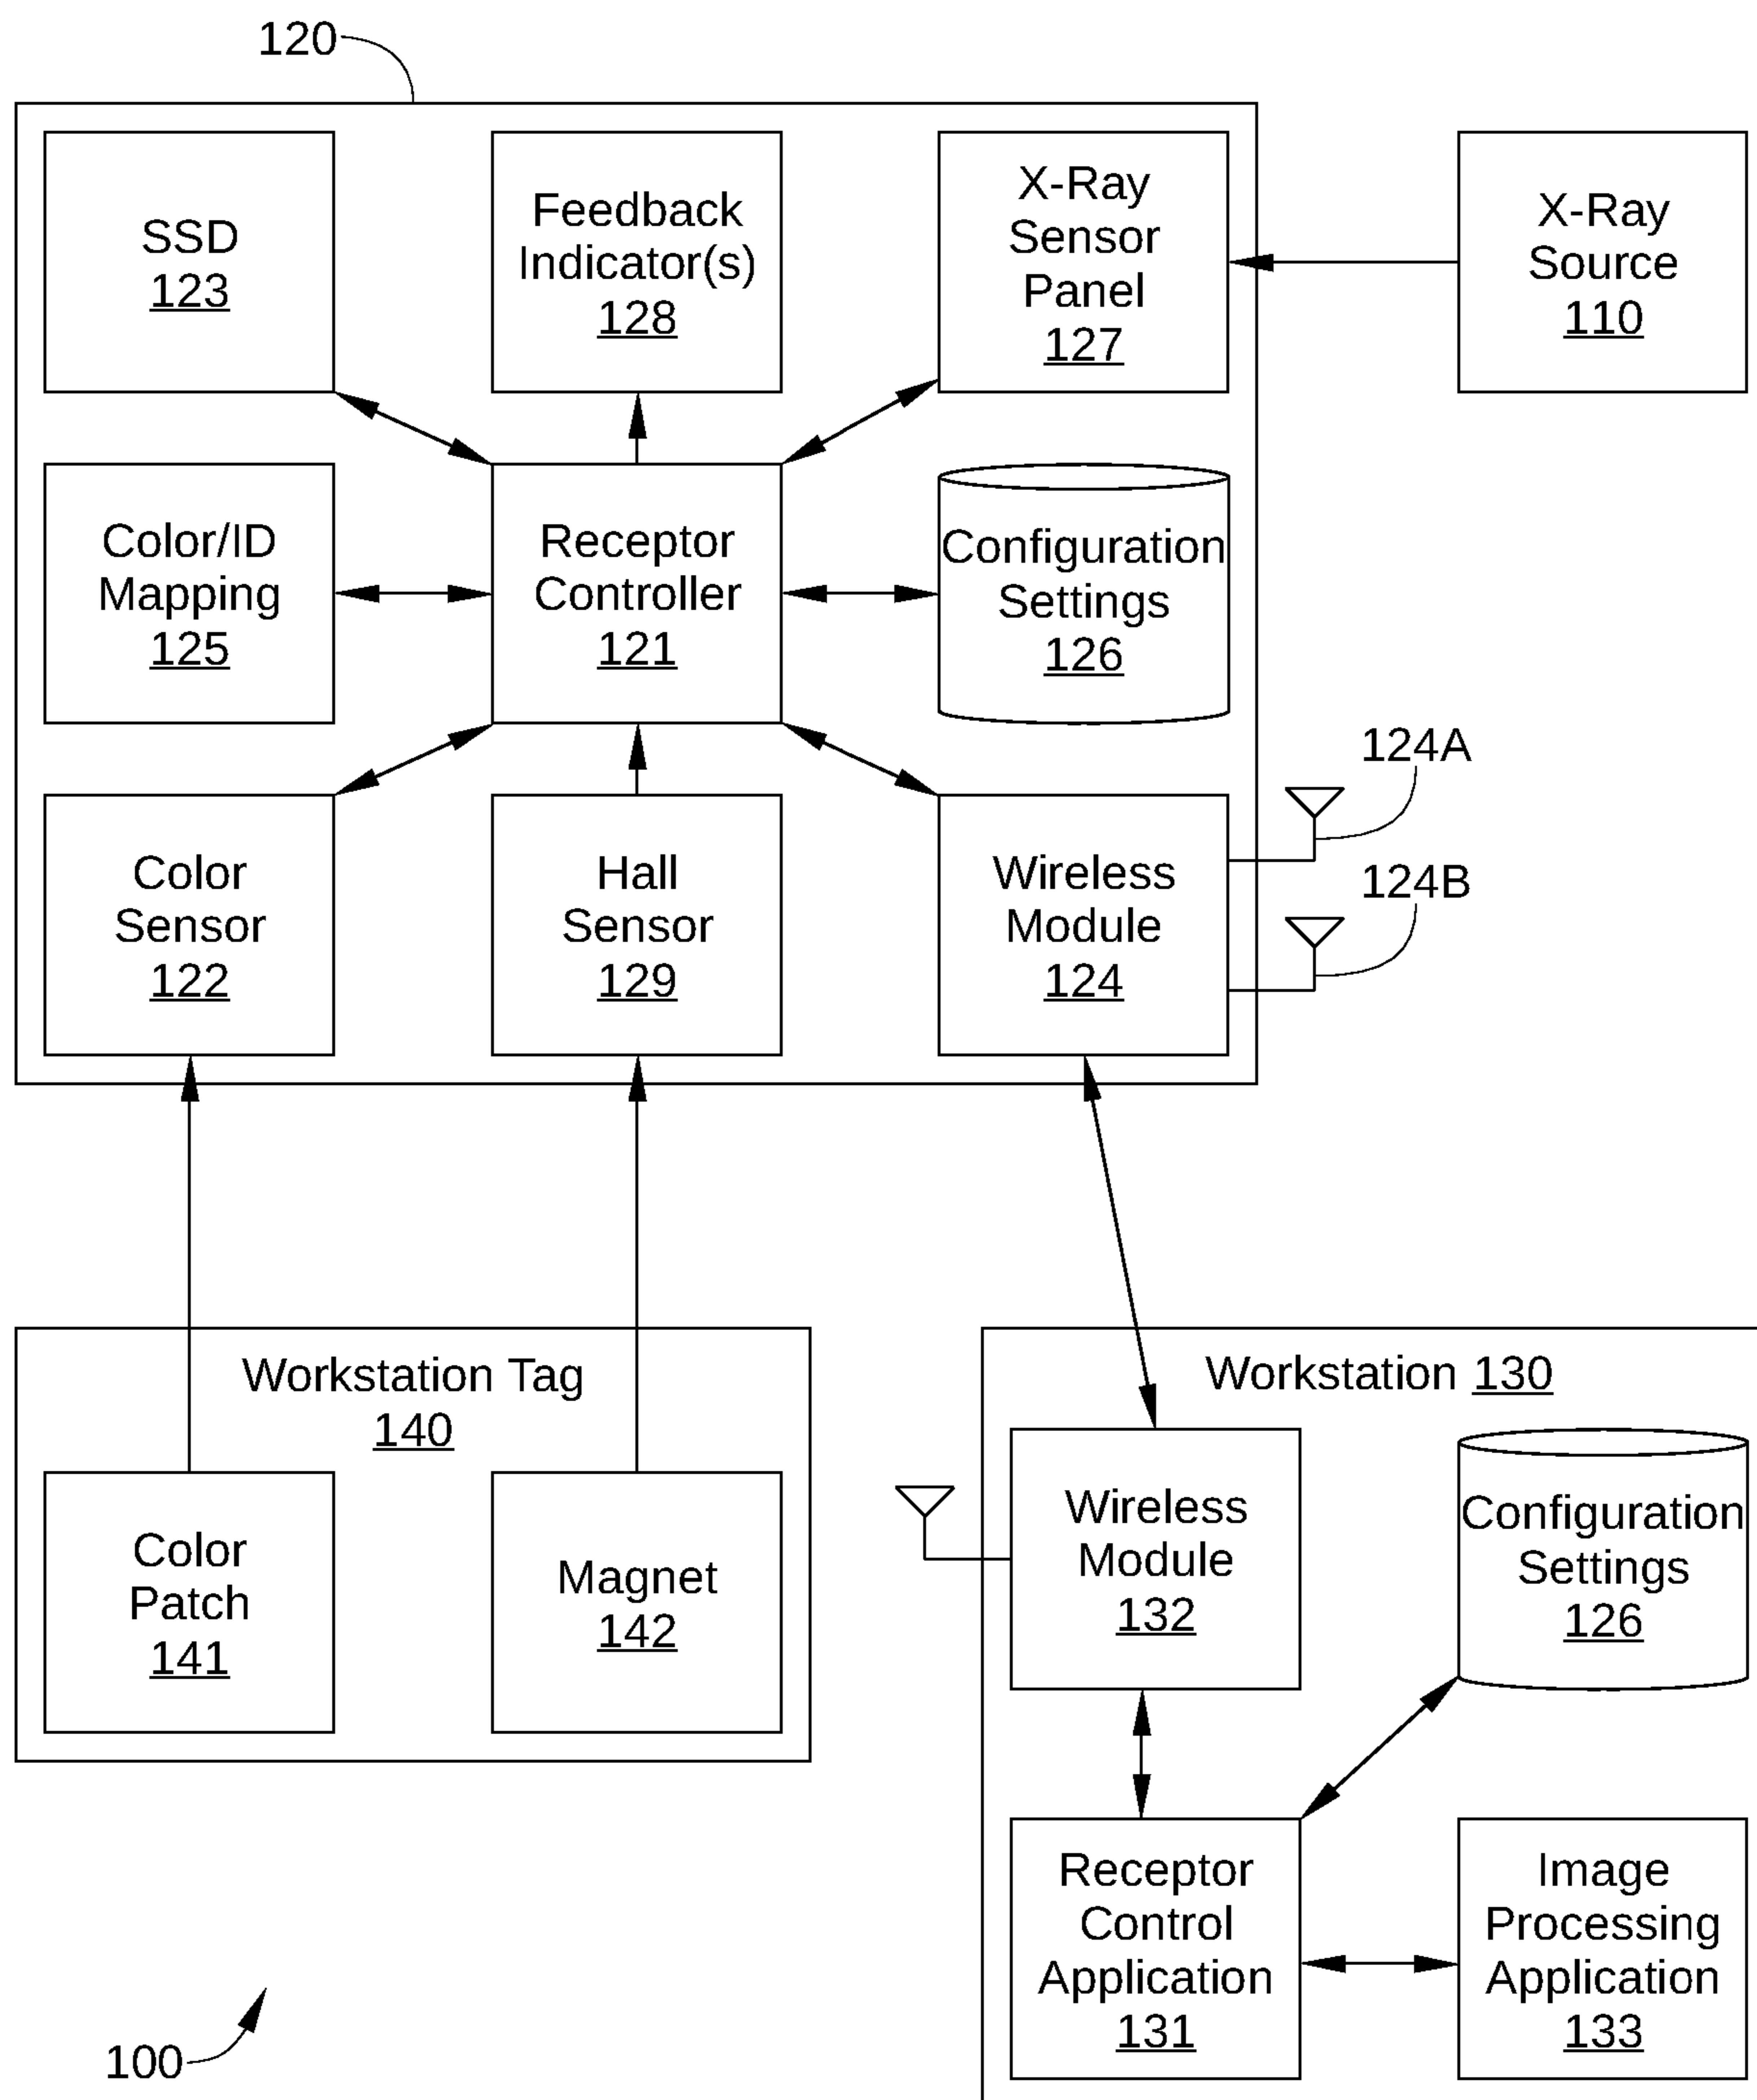 120
SSD
123
Feedback
Indicator(s)
128
X-Ray
Sensor
Panel
127
X-Ray
Source
110
Color/ID
Mapping
125
Receptor
Controller
121
Configuration
Settings
126
124A
124B
Color
Sensor
122
Hall
Sensor
129
Wireless
Module
124
Workstation Tag
140
Color
Patch
141
Magnet
142
Workstation 130
Wireless
Module
132
Configuration
Settings
126
Receptor
Control
Application
131
Image
Processing
Application
133
100